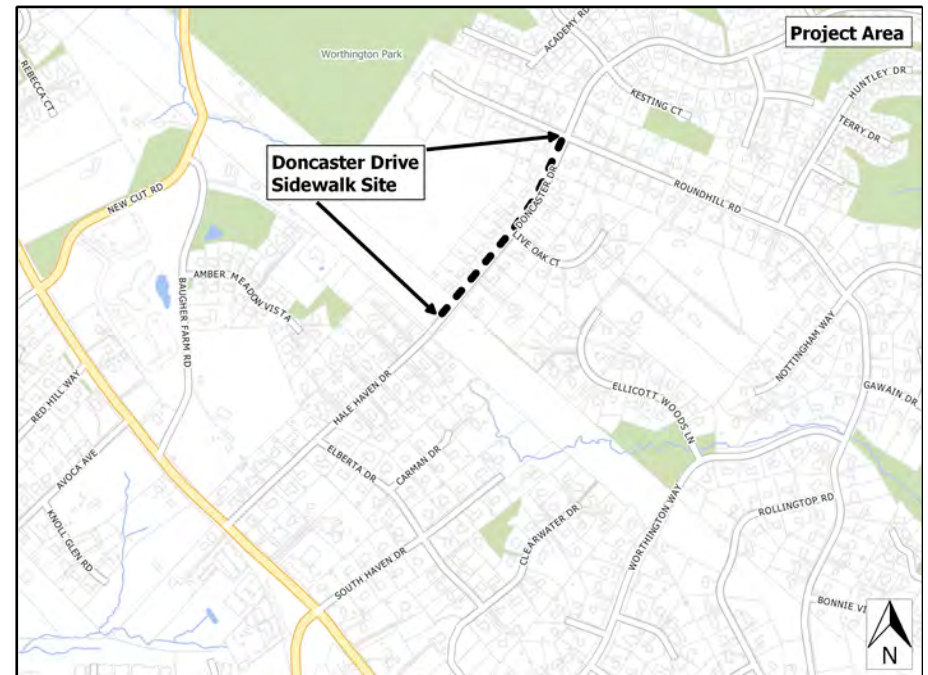 Project Area
Worthington Park
ACADEMY RD
REBECCA CT
KESTING CT
HUNTLEY DR
TERRY DR
Doncaster Drive
Sidewalk Site
NEW CUT RD
DONCASTER DR
ROUNDHILL RD
LIVE OAK CT
AMBER MEADOW VISTA
BAUGHER FARM RD
NOTTINGHAM WAY
RED HILL WAY
HALE HAVEN DR
ELLICOTT WOODS LN
GAWAIN DR
AVOCA AVE
ELBERTA DR
CARMAN DR
KNOLL GLEN RD
CLEARWATER DR
WORTHINGTON WAY
ROLLINGTOP RD
SOUTH HAVEN DR
BONNIE VI
N